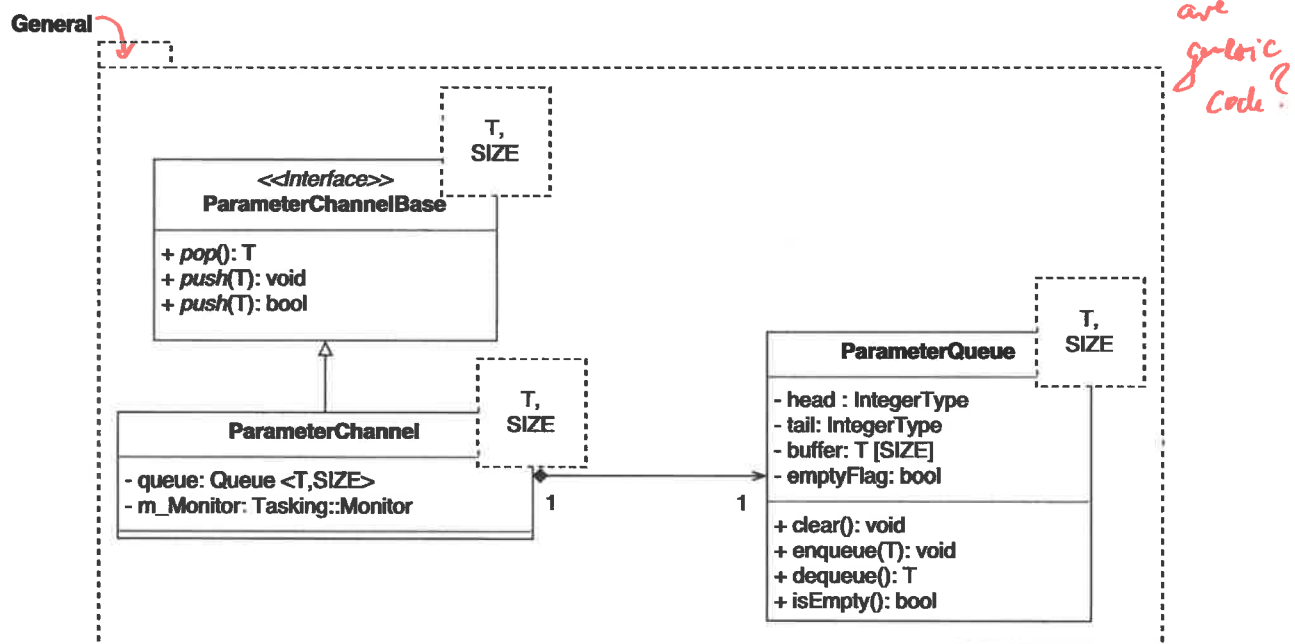 General
are
generic
code?
T,
SIZE
<<Interface>>
ParameterChannelBase
+ pop(): T
+ push(T): void
+ push(T): bool
T,
SIZE
ParameterQueue
- head : IntegerType
- tail: IntegerType
- buffer: T [SIZE]
- emptyFlag: bool
+ clear(): void
+ enqueue(T): void
+ dequeue(): T
+ isEmpty(): bool
T,
SIZE
ParameterChannel
- queue: Queue <T,SIZE>
- m_Monitor: Tasking::Monitor
1
1